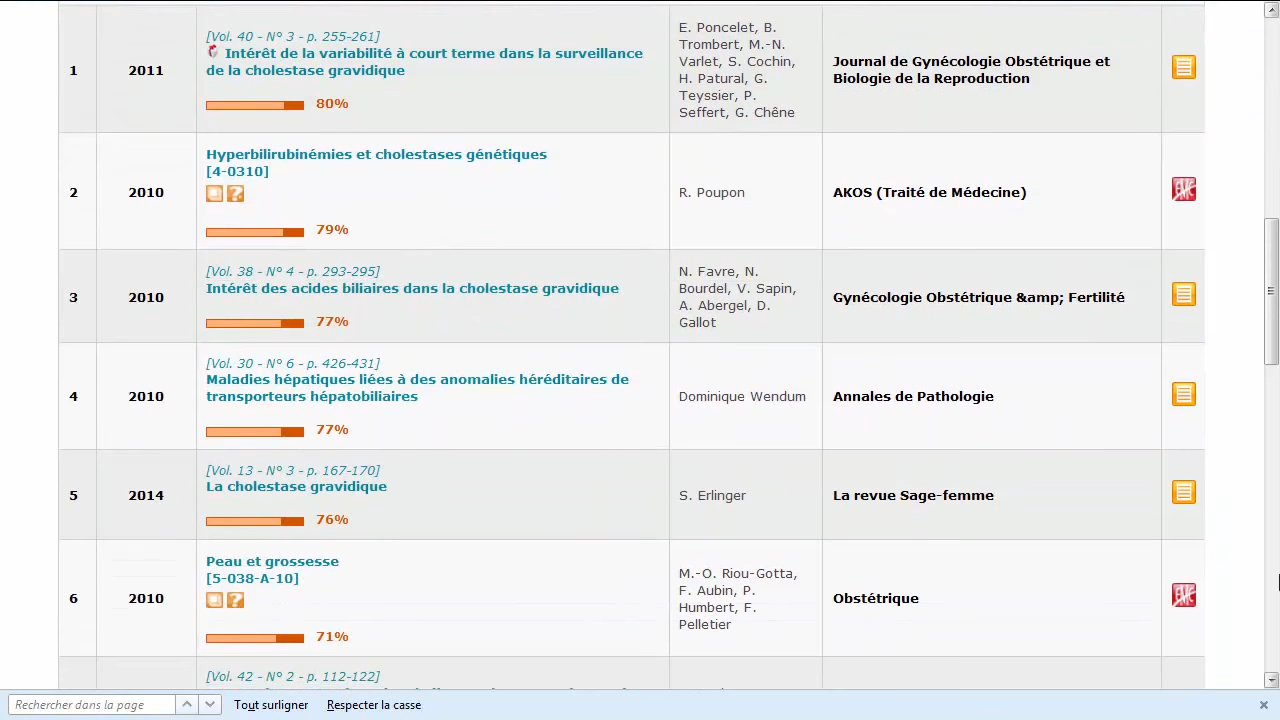 1
2011
[Vol. 40 - N° 3 - p. 255-261]
Intérêt de la variabilité à court terme dans la surveillance
de la cholestase gravidique
80%
E. Poncelet, B.
Trombert, M.-N.
Varlet, S. Cochin,
H. Patural, G.
Teyssier, P.
Seffert, G. Chêne
Journal de Gynécologie Obstétrique et
Biologie de la Reproduction
2
2010
Hyperbilirubinémies et cholestases génétiques
[4-0310]
79%
R. Poupon
AKOS (Traité de Médecine)
EMC
3
2010
[Vol. 38 - N° 4 - p. 293-295]
Intérêt des acides biliaires dans la cholestase gravidique
77%
N. Favre, N.
Bourdel, V. Sapin,
A. Abergel, D.
Gallot
Gynécologie Obstétrique &amp; Fertilité
4
2010
[Vol. 30 - N° 6 - p. 426-431]
Maladies hépatiques liées à des anomalies héréditaires de
transporteurs hépatobiliaires
77%
Dominique Wendum
Annales de Pathologie
5
2014
[Vol. 13 - N° 3 - p. 167-170]
La cholestase gravidique
76%
S. Erlinger
La revue Sage-femme
6
2010
Peau et grossesse
[5-038-A-10]
71%
M.-O. Riou-Gotta,
F. Aubin, P.
Humbert, F.
Pelletier
Obstétrique
EMC
[Vol. 42 - N° 2 - p. 112-122]
Rechercher dans la page
Tout surligner
Respecter la casse